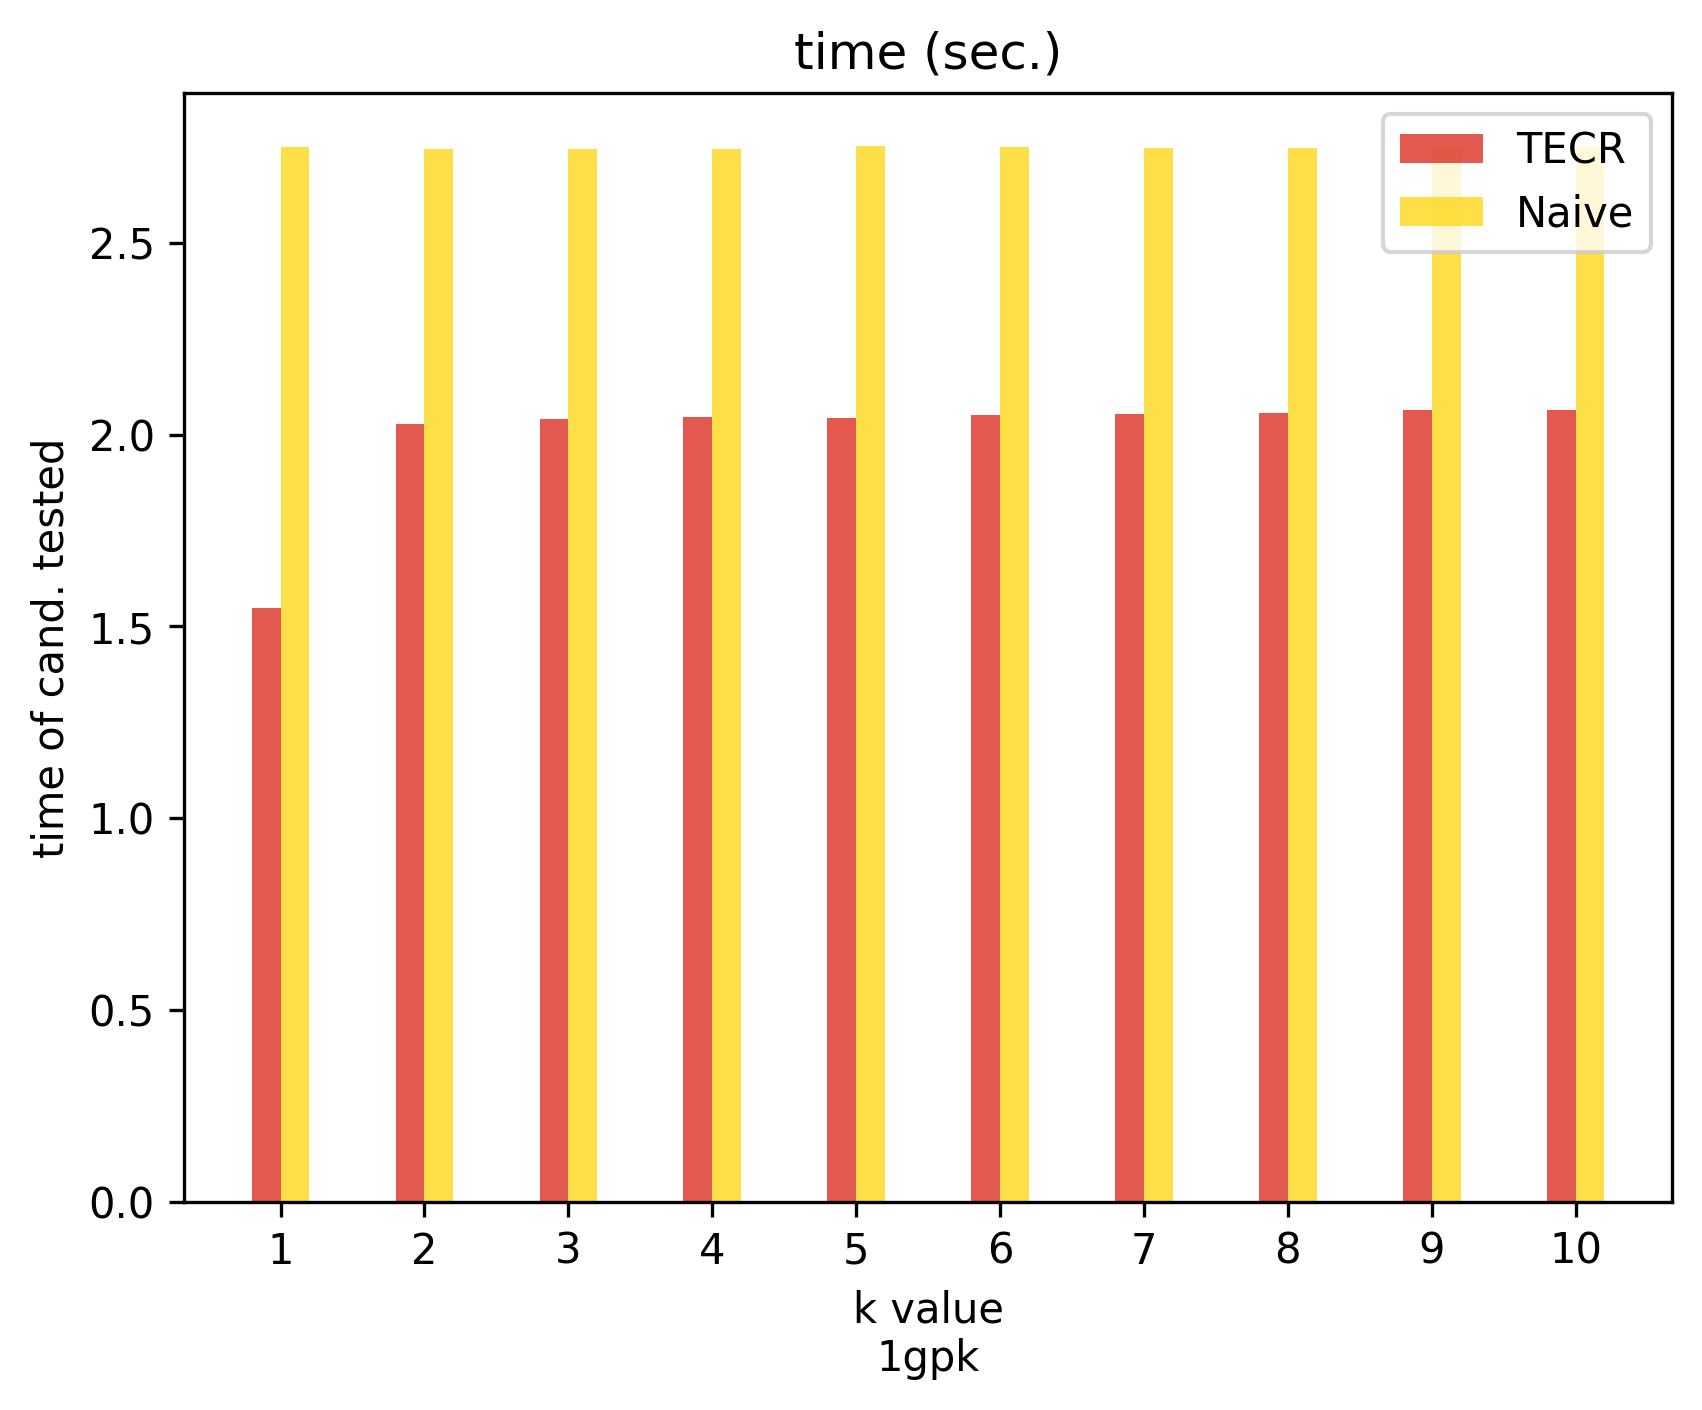 time (sec.)
TECR
Naive
2.5
2.0
1.5
1.0
0.5
0.0
time of cand. tested
1 2 3 4 5 6 7 8 9 10
k value
1gpk